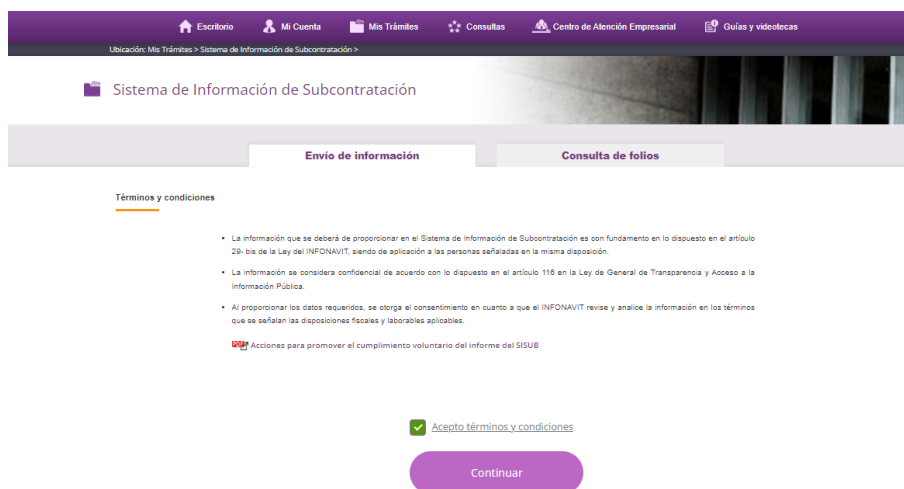 Escritorio Mi Cuenta Mis Trámites Consultas Centro de Atención Empresarial Guías y videotecas
Ubicación: Mis Trámites > Sistema de Información de Subcontratación >
Sistema de Información de Subcontratación
Envío de información Consulta de folios
Términos y condiciones
• La información que se deberá de proporcionar en el Sistema de Información de Subcontratación es con fundamento en lo dispuesto en el artículo
29- bis de la Ley del INFONAVIT, siendo de aplicación a las personas señaladas en la misma disposición.
• La información se considera confidencial de acuerdo con lo dispuesto en el artículo 116 en la Ley de General de Transparencia y Acceso a la
Información Pública.
• Al proporcionar los datos requeridos, se otorga el consentimiento en cuanto a que el INFONAVIT revise y analice la información en los términos
que se señalan las disposiciones fiscales y laborables aplicables.
Acciones para promover el cumplimiento voluntario del informe del SISUB
Acepto términos y condiciones
Continuar